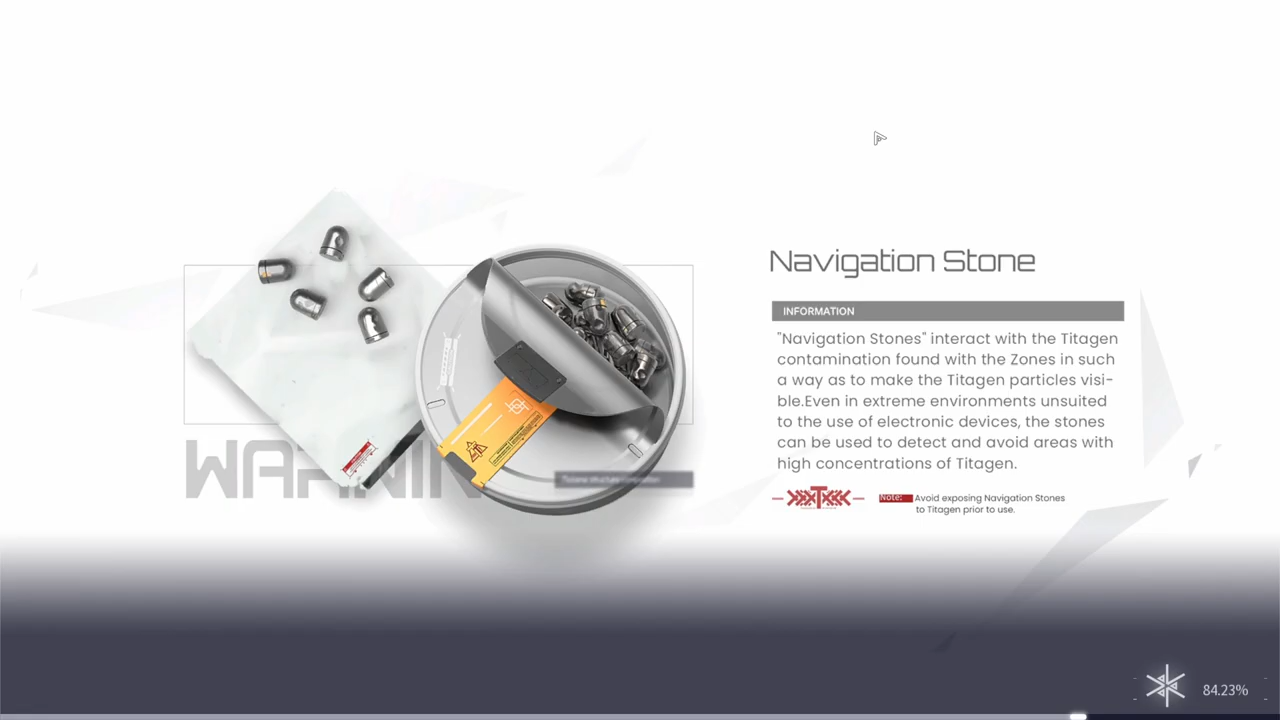 Navigation Stone
INFORMATION
"Navigation Stones" interact with the Titagen
contamination found with the Zones in such
a way as to make the Titagen particles visi-
ble.Even in extreme environments unsuited
to the use of electronic devices, the stones
can be used to detect and avoid areas with
high concentrations of Titagen.
Note: Avoid exposing Navigation Stones
to Titagen prior to use.
WARNIN
84.23%